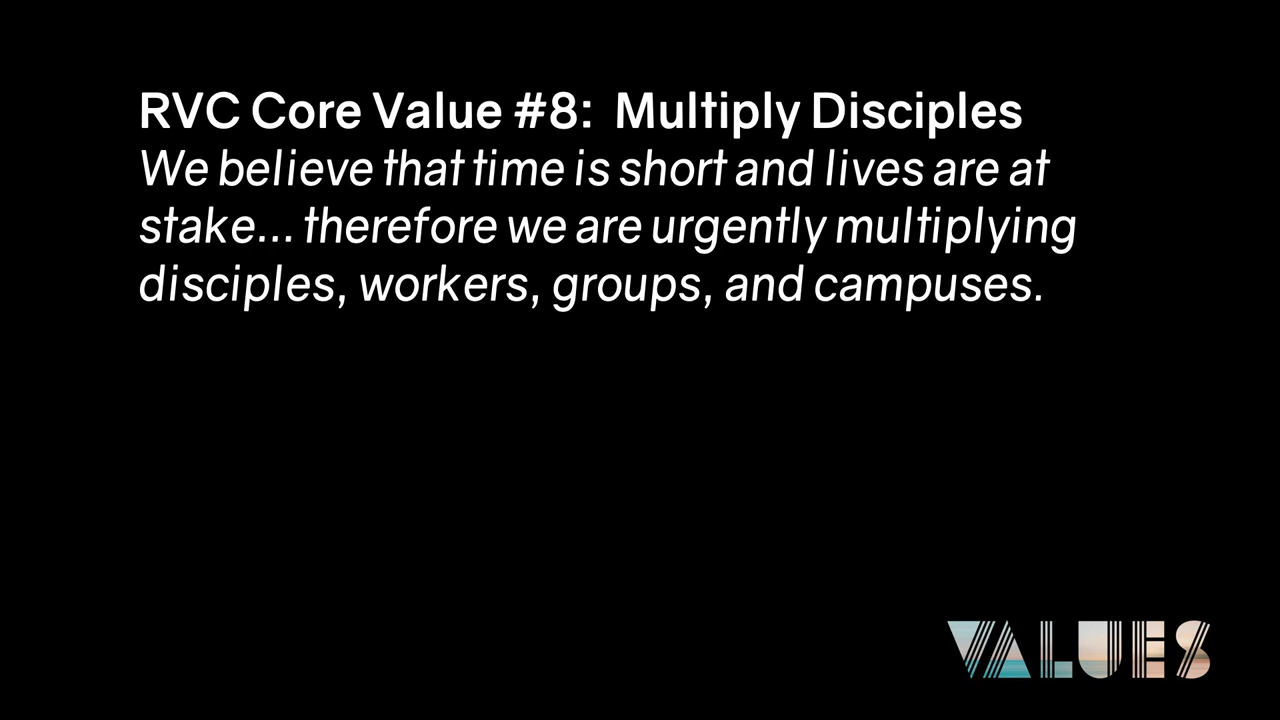 RVC Core Value #8:  Multiply Disciples
We believe that time is short and lives are at
stake... therefore we are urgently multiplying
disciples, workers, groups, and campuses.
VALUES